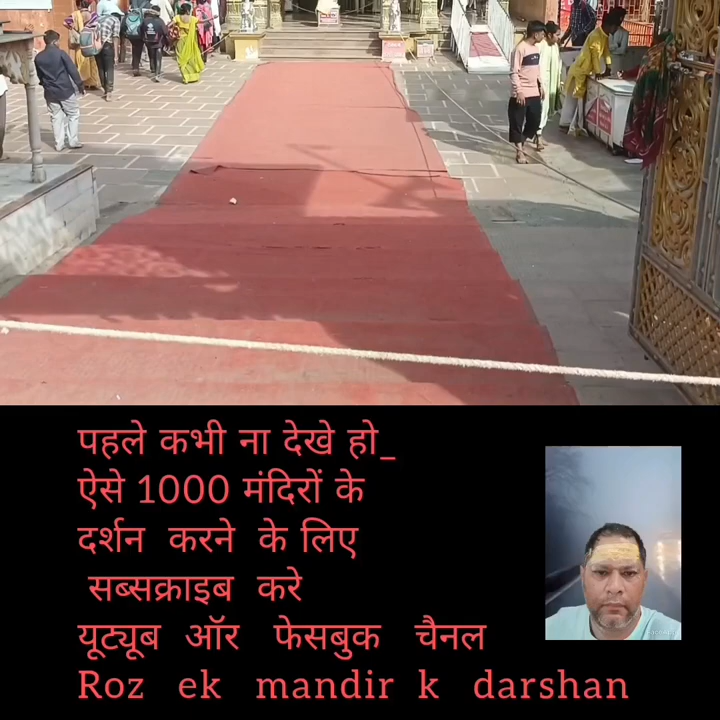 पहले कभी ना देखे हो_
ऐसे 1000 मंदिरों के
दर्शन करने के लिए
सब्सक्राइब करे
यूट्यूब ऑर फेसबुक चैनल
Roz ek mandir k darshan